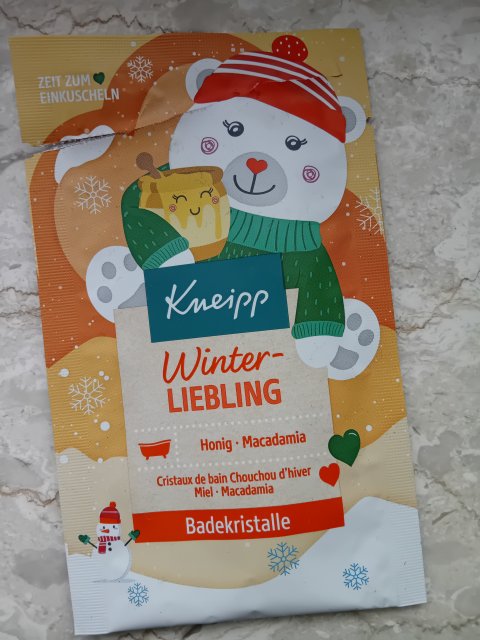 ZEIT ZUM
EINKUSCHELN
Kneipp
Winter-
LIEBLING
Honig · Macadamia
Cristaux de bain Chouchou d'hiver
Miel · Macadamia
Badekristalle